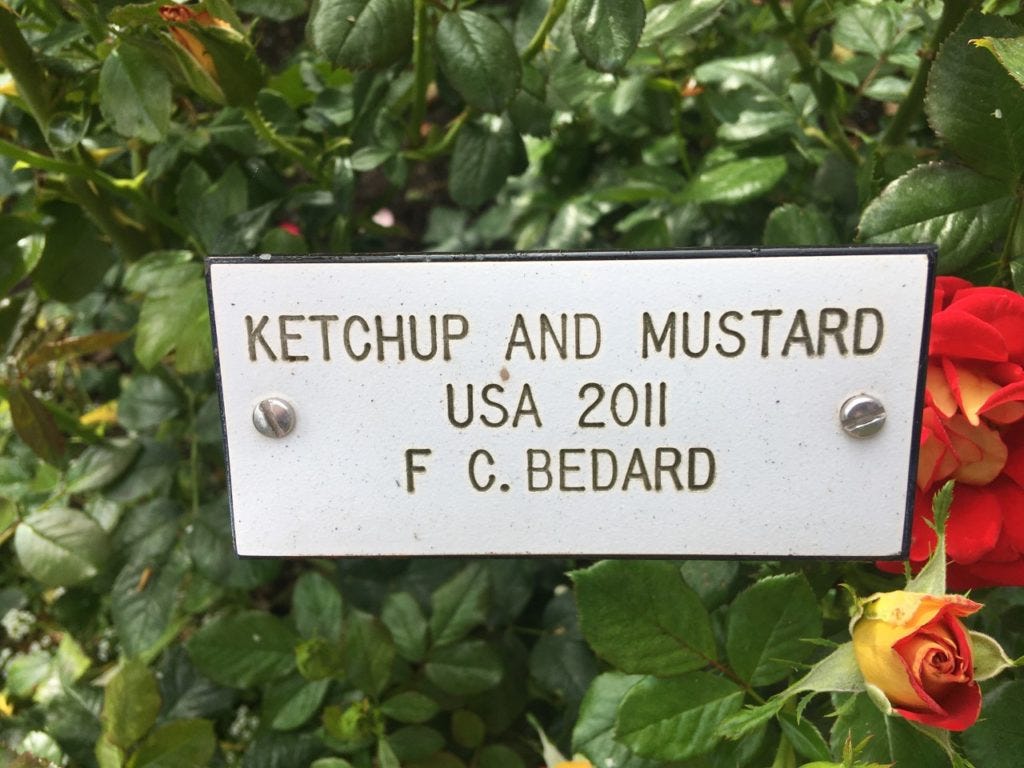 KETCHUP AND MUSTARD
USA 2011
F C. BEDARD